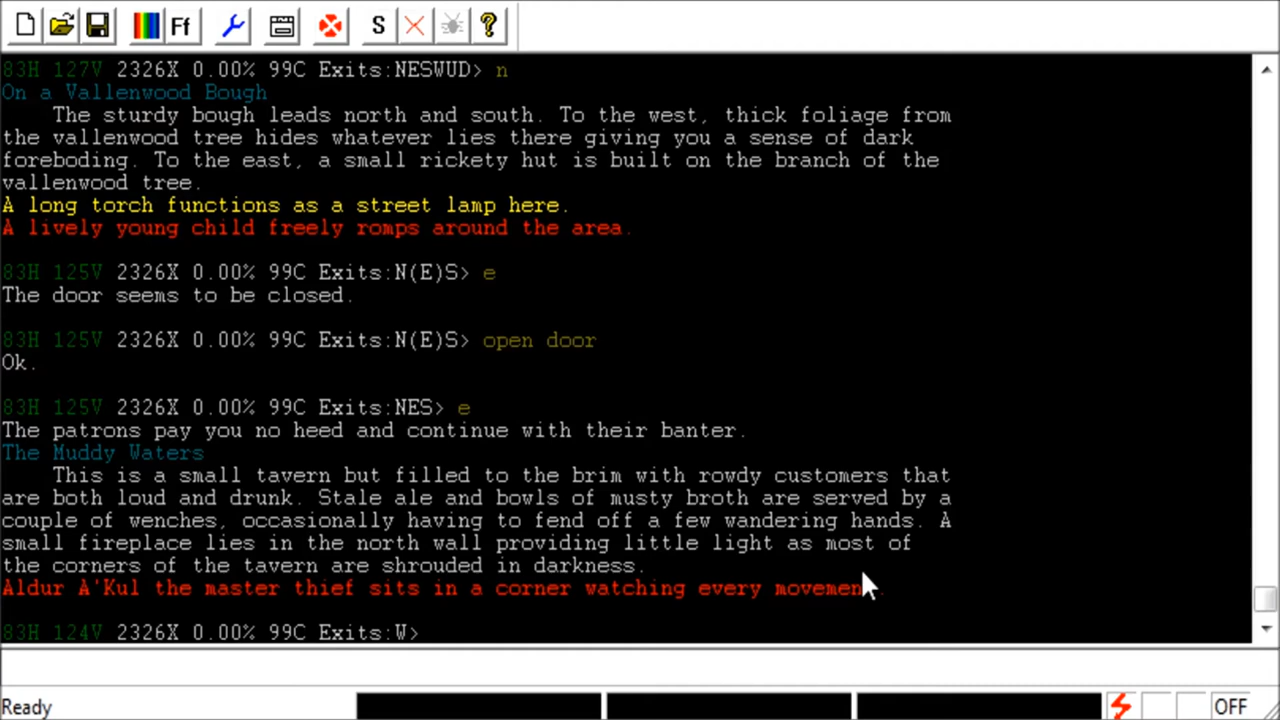 Ff S ?
83H 127V 2326X 0.00% 99C Exits:NESWUD> n
On a Vallenwood Bough
The sturdy bough leads north and south. To the west, thick foliage from
the vallenwood tree hides whatever lies there giving you a sense of dark
foreboding. To the east, a small rickety hut is built on the branch of the
vallenwood tree.
A long torch functions as a street lamp here.
A lively young child freely romps around the area.
83H 125V 2326X 0.00% 99C Exits:N(E)S> e
The door seems to be closed.
83H 125V 2326X 0.00% 99C Exits:N(E)S> open door
Ok.
83H 125V 2326X 0.00% 99C Exits:NES> e
The patrons pay you no heed and continue with their banter.
The Muddy Waters
This is a small tavern but filled to the brim with rowdy customers that
are both loud and drunk. Stale ale and bowls of musty broth are served by a
couple of wenches, occasionally having to fend off a few wandering hands. A
small fireplace lies in the north wall providing little light as most of
the corners of the tavern are shrouded in darkness.
Aldur A'Kul the master thief sits in a corner watching every movement.
83H 124V 2326X 0.00% 99C Exits:W>
Ready OFF